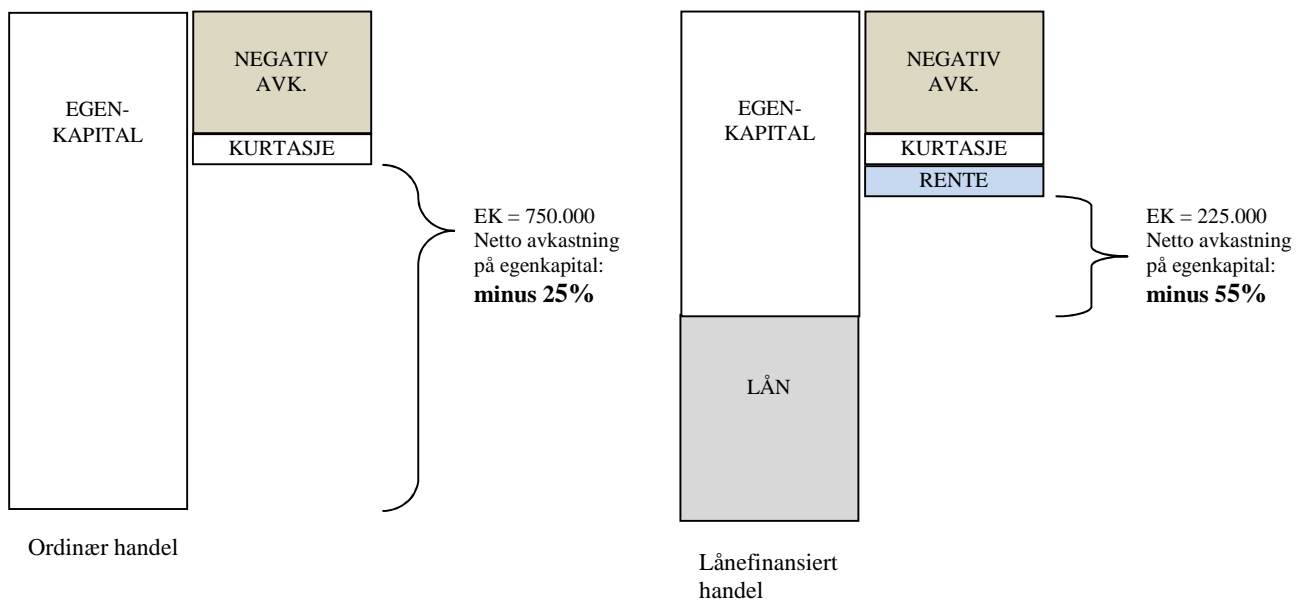 EGEN-
KAPITAL
NEGATIV
AVK.
KURTASJE
EK = 750.000
Netto avkastning
på egenkapital:
minus 25%
Ordinær handel
EGEN-
KAPITAL
NEGATIV
AVK.
KURTASJE
RENTE
EK = 225.000
Netto avkastning
på egenkapital:
minus 55%
LÅN
Lånefinansiert
handel